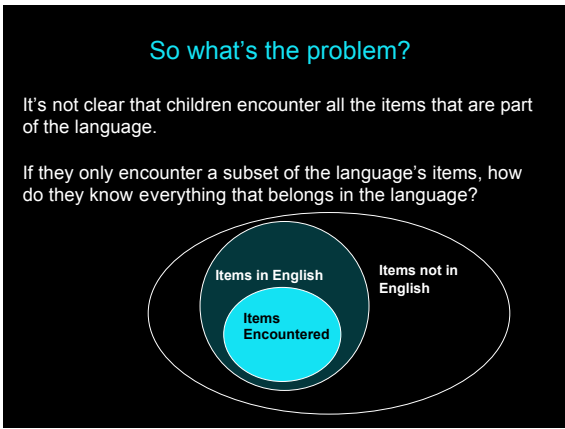 So what's the problem?
It's not clear that children encounter all the items that are part
of the language.
If they only encounter a subset of the language's items, how
do they know everything that belongs in the language?
Items in English
Items not in
English
Items
Encountered